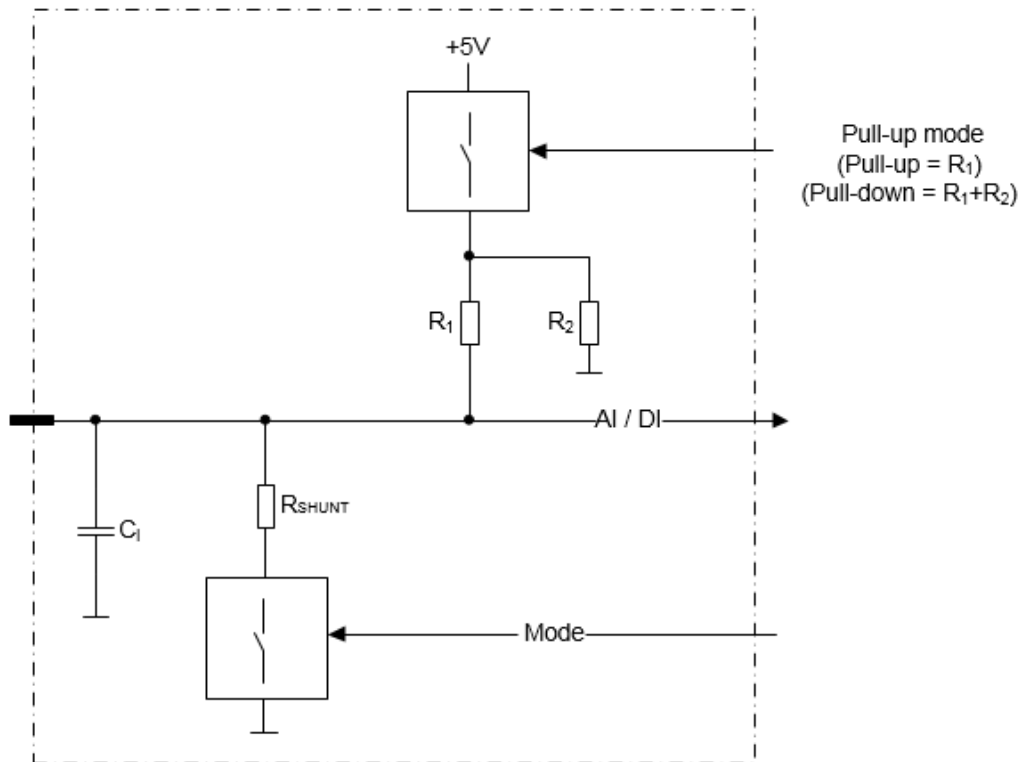 +5V
Pull-up mode
(Pull-up = R₁)
(Pull-down = R₁+R₂)
R₁
R₂
AI / DI
RSHUNT
Cᵢ
Mode